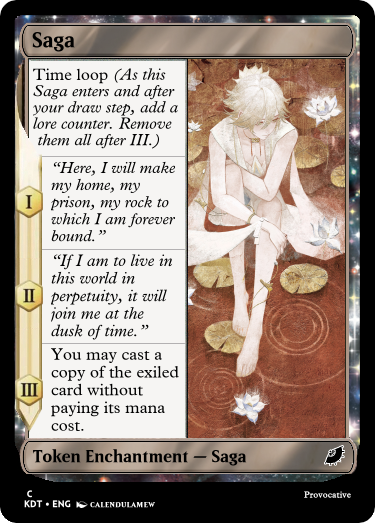 Saga
Time loop (As this
Saga enters and after
your draw step, add a
lore counter. Remove
them all after III.)
I
“Here, I will make
my home, my
prison, my rock to
which I am forever
bound.”
II
“If I am to live in
this world in
perpetuity, it will
join me at the
dusk of time.”
III
You may cast a
copy of the exiled
card without
paying its mana
cost.
Token Enchantment — Saga
C
KDT • ENG CALENDULAMEW
Provocative